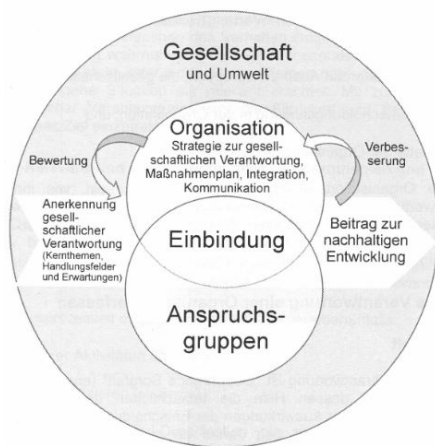 Gesellschaft
und Umwelt
Organisation
Strategie zur gesell-
schaftlichen Verantwortung,
Maßnahmenplan, Integration,
Kommunikation
Bewertung
Verbes-
serung
Anerkennung
gesell-
schaftlicher
Verantwortung
(Kernthemen,
Handlungsfelder
und Erwartungen)
Einbindung
Beitrag zur
nachhaltigen
Entwicklung
Anspruchs-
gruppen